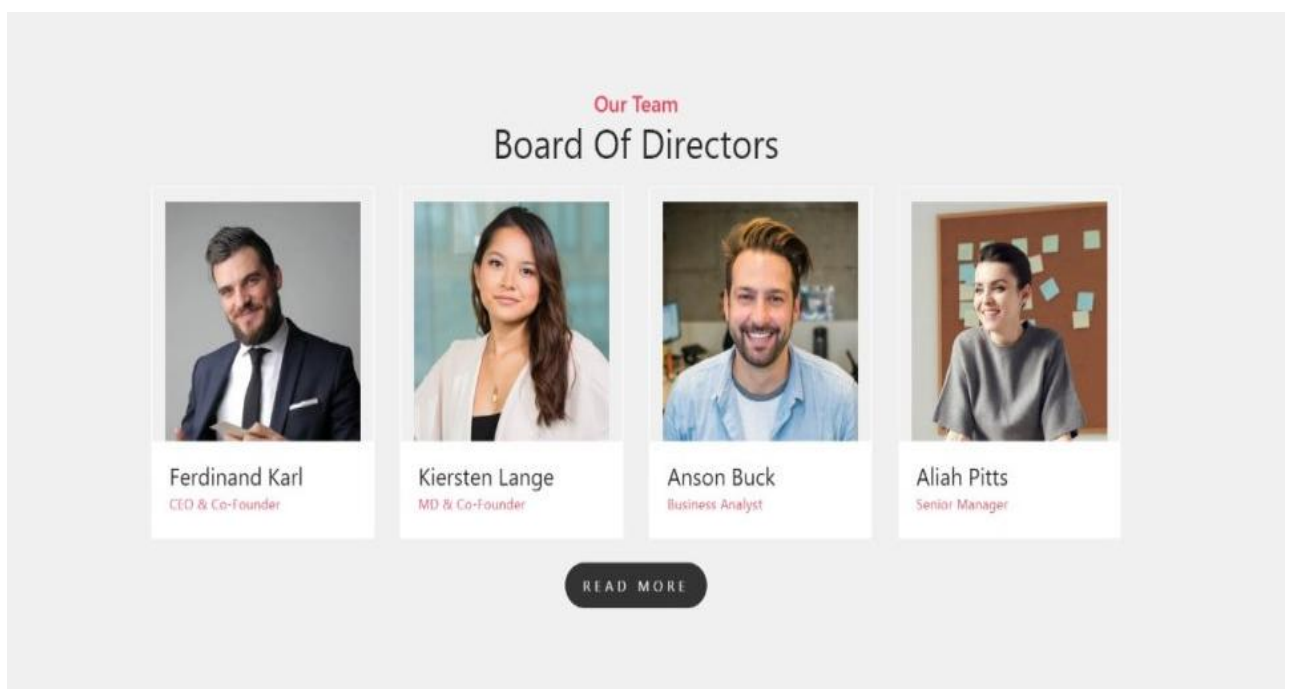 Our Team
Board Of Directors
Ferdinand Karl
CEO & Co-Founder
Kiersten Lange
MD & Co-Founder
Anson Buck
Business Analyst
Aliah Pitts
Senior Manager
READ MORE